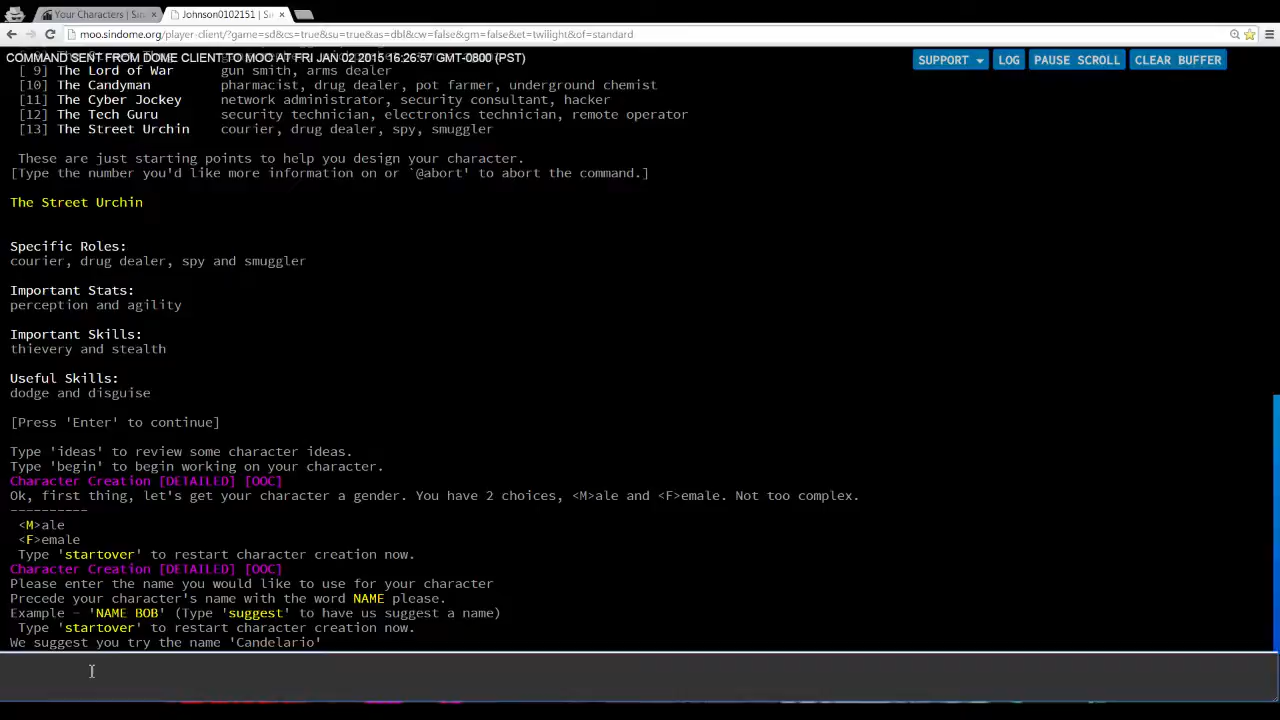 Your Characters | Sin
Johnson0102151 | Si
moo.sindome.org/player-client/?game=sd&cs=true&su=true&as=dbl&cw=false&gm=false&et=twilight&of=standard
COMMAND SENT FROM DOME CLIENT TO MOO AT FRI JAN 02 2015 16:26:57 GMT-0800 (PST)
SUPPORT LOG PAUSE SCROLL CLEAR BUFFER
[ 9] The Lord of War gun smith, arms dealer
[10] The Candyman pharmacist, drug dealer, pot farmer, underground chemist
[11] The Cyber Jockey network administrator, security consultant, hacker
[12] The Tech Guru security technician, electronics technician, remote operator
[13] The Street Urchin courier, drug dealer, spy, smuggler
These are just starting points to help you design your character.
[Type the number you'd like more information on or `@abort' to abort the command.]
The Street Urchin
Specific Roles:
courier, drug dealer, spy and smuggler
Important Stats:
perception and agility
Important Skills:
thievery and stealth
Useful Skills:
dodge and disguise
[Press 'Enter' to continue]
Type 'ideas' to review some character ideas.
Type 'begin' to begin working on your character.
Character Creation [DETAILED] [OOC]
Ok, first thing, let's get your character a gender. You have 2 choices, <M>ale and <F>emale. Not too complex.
----------
<M>ale
<F>emale
Type 'startover' to restart character creation now.
Character Creation [DETAILED] [OOC]
Please enter the name you would like to use for your character
Precede your character's name with the word NAME please.
Example - 'NAME BOB' (Type 'suggest' to have us suggest a name)
Type 'startover' to restart character creation now.
We suggest you try the name 'Candelario'